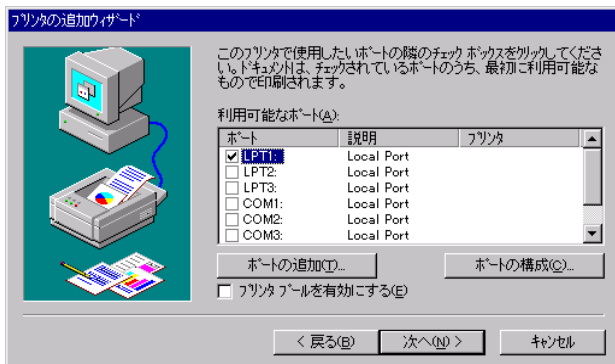 プリンタの追加ウィザード
このプリンタで使用したいポートの隣のチェック ボックスをクリックしてくださ
い。ドキュメントは、チェックされているポートのうち、最初に利用可能な
もので印刷されます。
利用可能なポート(A):
ポート 説明 プリンタ
LPT1: Local Port
LPT2: Local Port
LPT3: Local Port
COM1: Local Port
COM2: Local Port
COM3: Local Port
ポートの追加(T)... ポートの構成(C)...
プリンタ プールを有効にする(E)
< 戻る(B) 次へ(N) > キャンセル